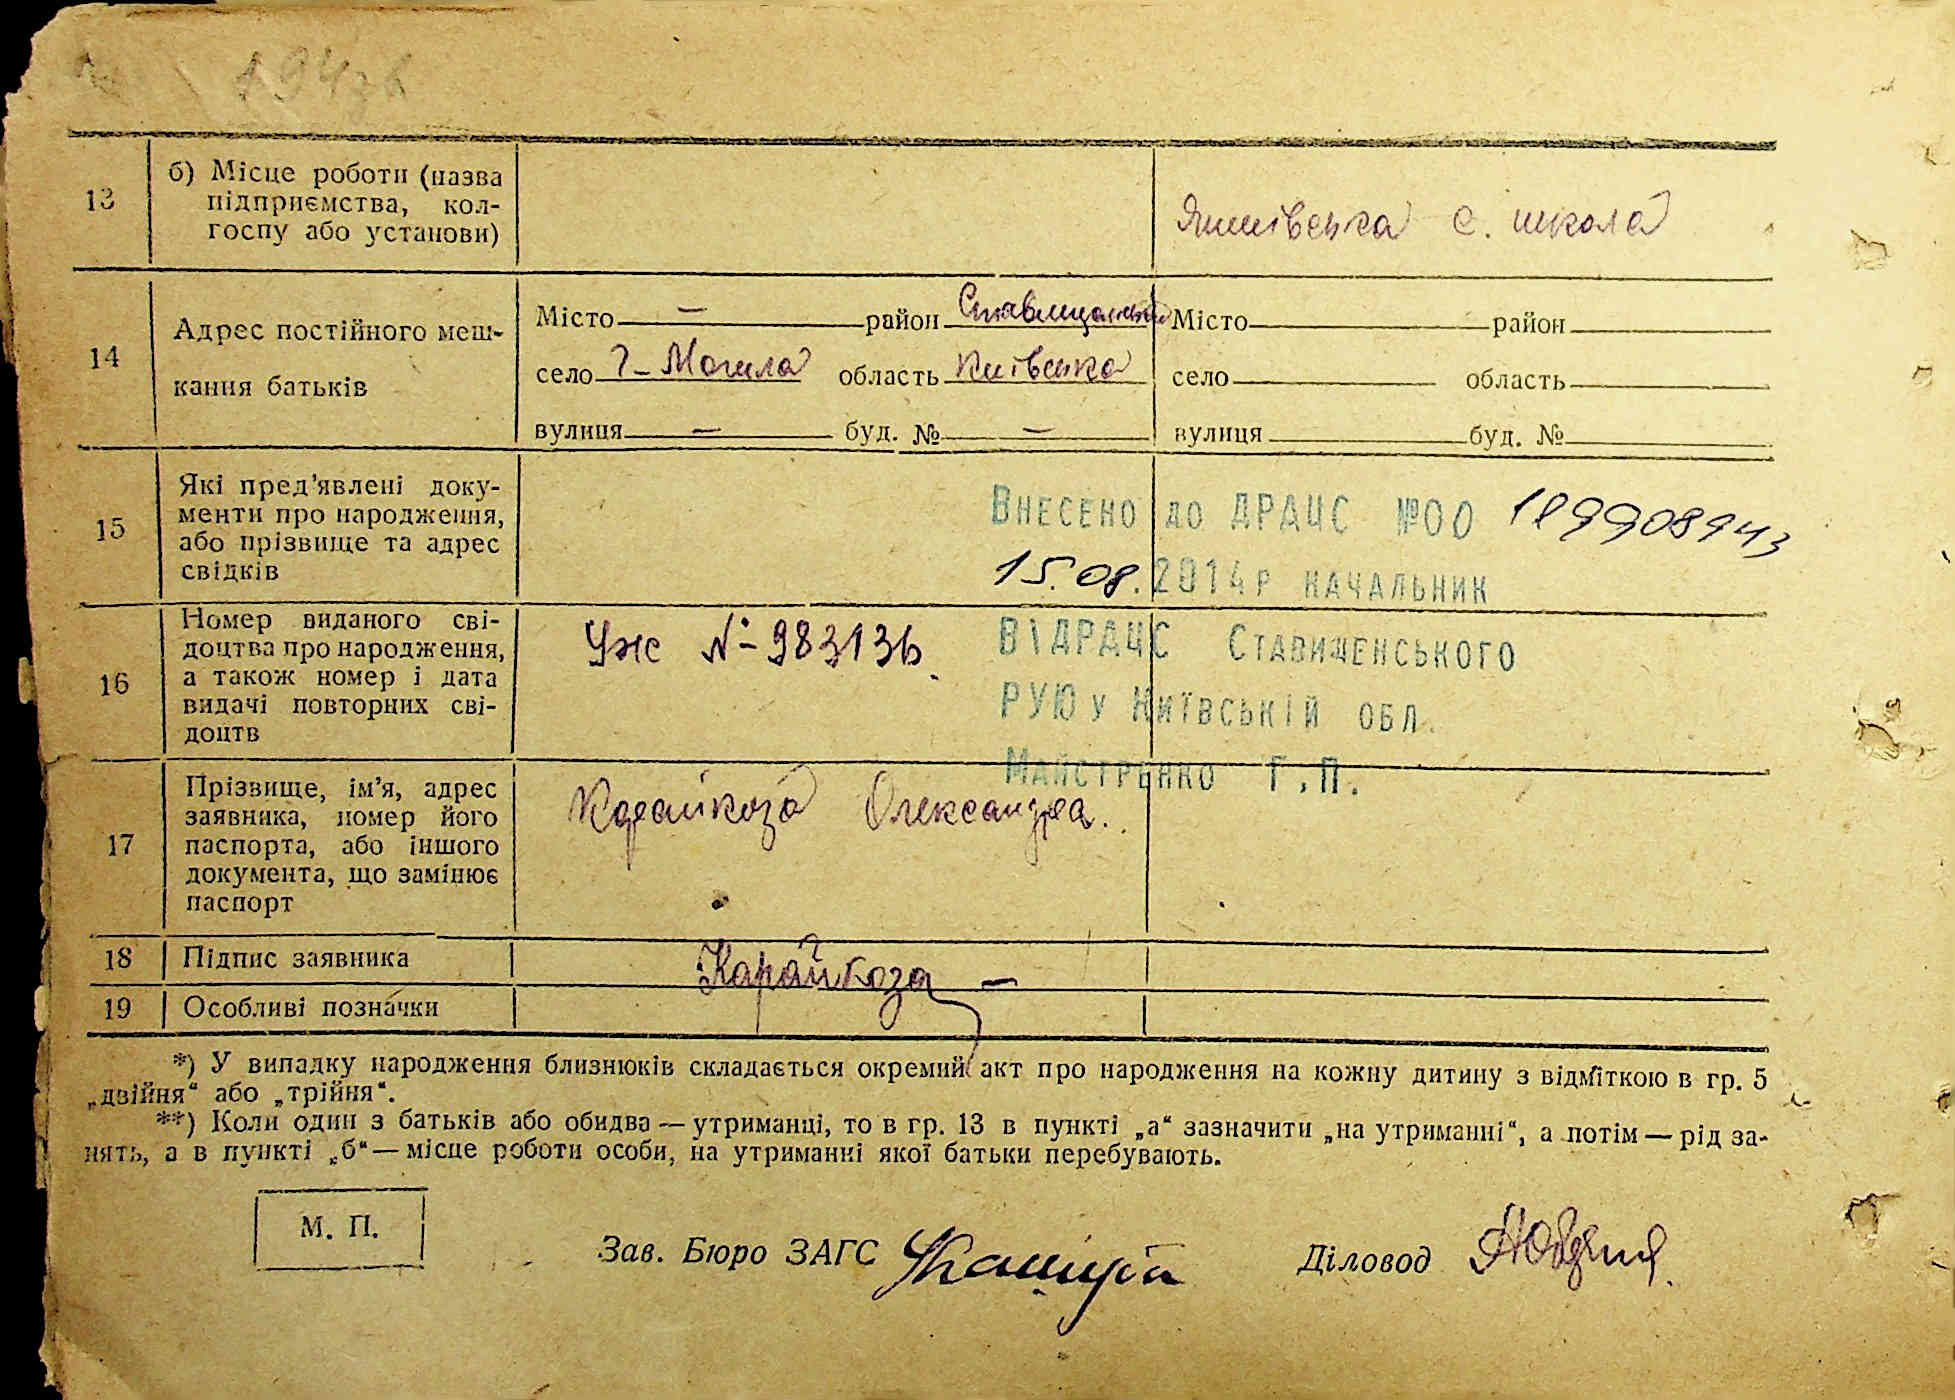 194
13
б) Місце роботи (назва
підприємства, кол-
госпу або установи)
с. школа
14
Адрес постійного меш-
кання батьків
Місто — район Ставищанський
село Г-Могила область Київська
вулиця — буд. № —
Місто район
село область
вулиця буд. №
15
Які пред'явлені доку-
менти про народження,
або прізвище та адрес
свідків
Внесено до ДРАЦС №00 189908943
15.08.2014р начальник
16
Номер виданого сві-
доцтва про народження,
а також номер і дата
видачі повторних сві-
доцтв
Уж №-983136
ВДРАЦС Ставищенського
РУЮ у Київській обл.
Майстренко Г.П.
17
Прізвище, ім'я, адрес
заявника, номер його
паспорта, або іншого
документа, що замінює
паспорт
Карайкоза Олександра.
18
Підпис заявника
Карайкоза —
19
Особливі позначки
*) У випадку народження близнюків складається окремий акт про народження на кожну дитину з відміткою в гр. 5
„двійня“ або „трійня“.
**) Коли один з батьків або обидва — утриманці, то в гр. 13 в пункті „а“ зазначити „на утриманні“, а потім — рід за-
нять, а в пункті „б“ — місце роботи особи, на утриманні якої батьки перебувають.
М. П.
Зав. Бюро ЗАГС
Діловод